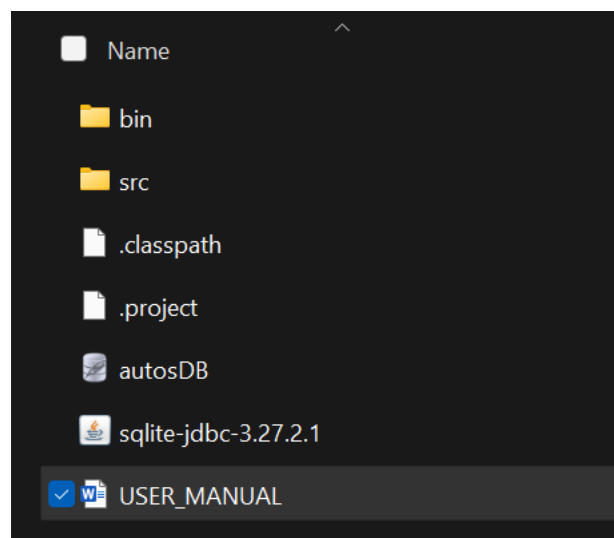 Name
bin
src
.classpath
.project
autosDB
sqlite-jdbc-3.27.2.1
USER_MANUAL